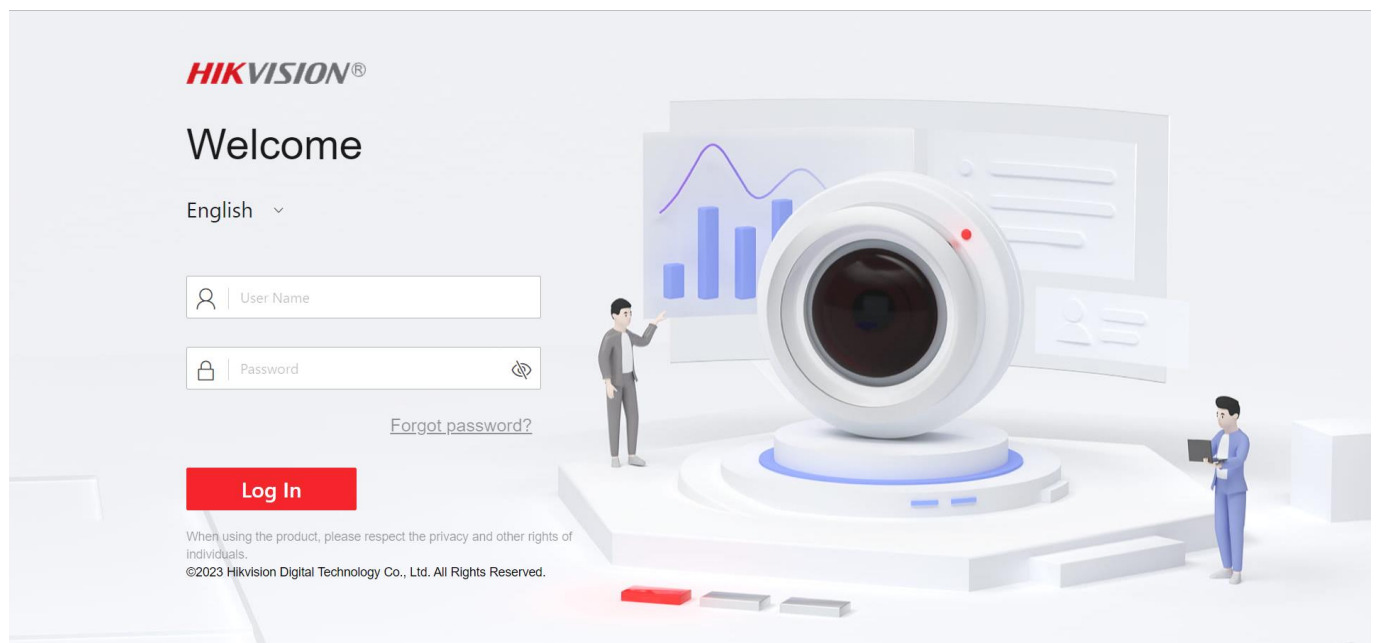 HIKVISION®
Welcome
English
User Name
Password
Forgot password?
Log In
When using the product, please respect the privacy and other rights of
individuals.
©2023 Hikvision Digital Technology Co., Ltd. All Rights Reserved.